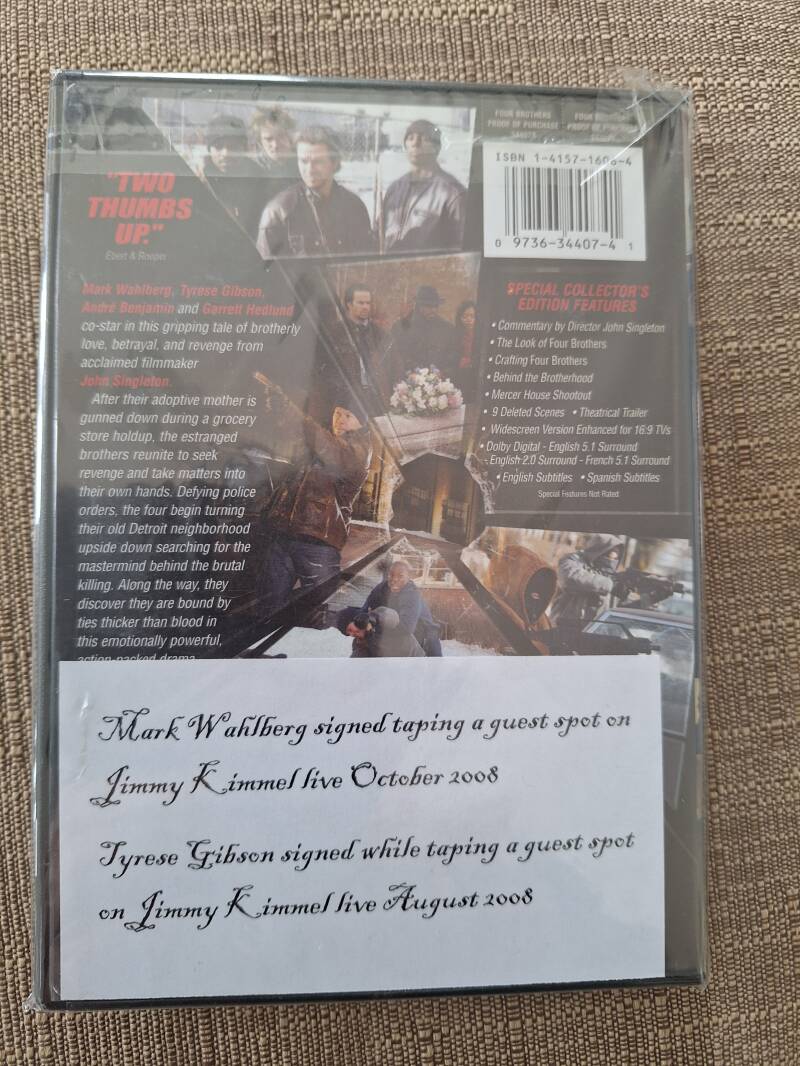 FOUR BROTHERS
PROOF OF PURCHASE
FOUR
PROOF OF PURCHASE
ISBN 1-4157-1606-4
0 9736-34407-4 1
"TWO
THUMBS
UP."
Ebert & Roeper
Mark Wahlberg, Tyrese Gibson,
André Benjamin and Garrett Hedlund
co-star in this gripping tale of brotherly
love, betrayal, and revenge from
acclaimed filmmaker
John Singleton.
After their adoptive mother is
gunned down during a grocery
store holdup, the estranged
brothers reunite to seek
revenge and take matters into
their own hands. Defying police
orders, the four begin turning
their old Detroit neighborhood
upside down searching for the
mastermind behind the brutal
killing. Along the way, they
discover they are bound by
ties thicker than blood in
this emotionally powerful,
action-packed drama.
SPECIAL COLLECTOR'S
EDITION FEATURES
• Commentary by Director John Singleton
• The Look of Four Brothers
• Crafting Four Brothers
• Behind the Brotherhood
• Mercer House Shootout
• 9 Deleted Scenes • Theatrical Trailer
• Widescreen Version Enhanced for 16:9 TVs
• Dolby Digital - English 5.1 Surround
- English 2.0 Surround - French 5.1 Surround
• English Subtitles • Spanish Subtitles
Special Features Not Rated
Mark Wahlberg signed taping a guest spot on
Jimmy Kimmel live October 2008
Tyrese Gibson signed while taping a guest spot
on Jimmy Kimmel live August 2008